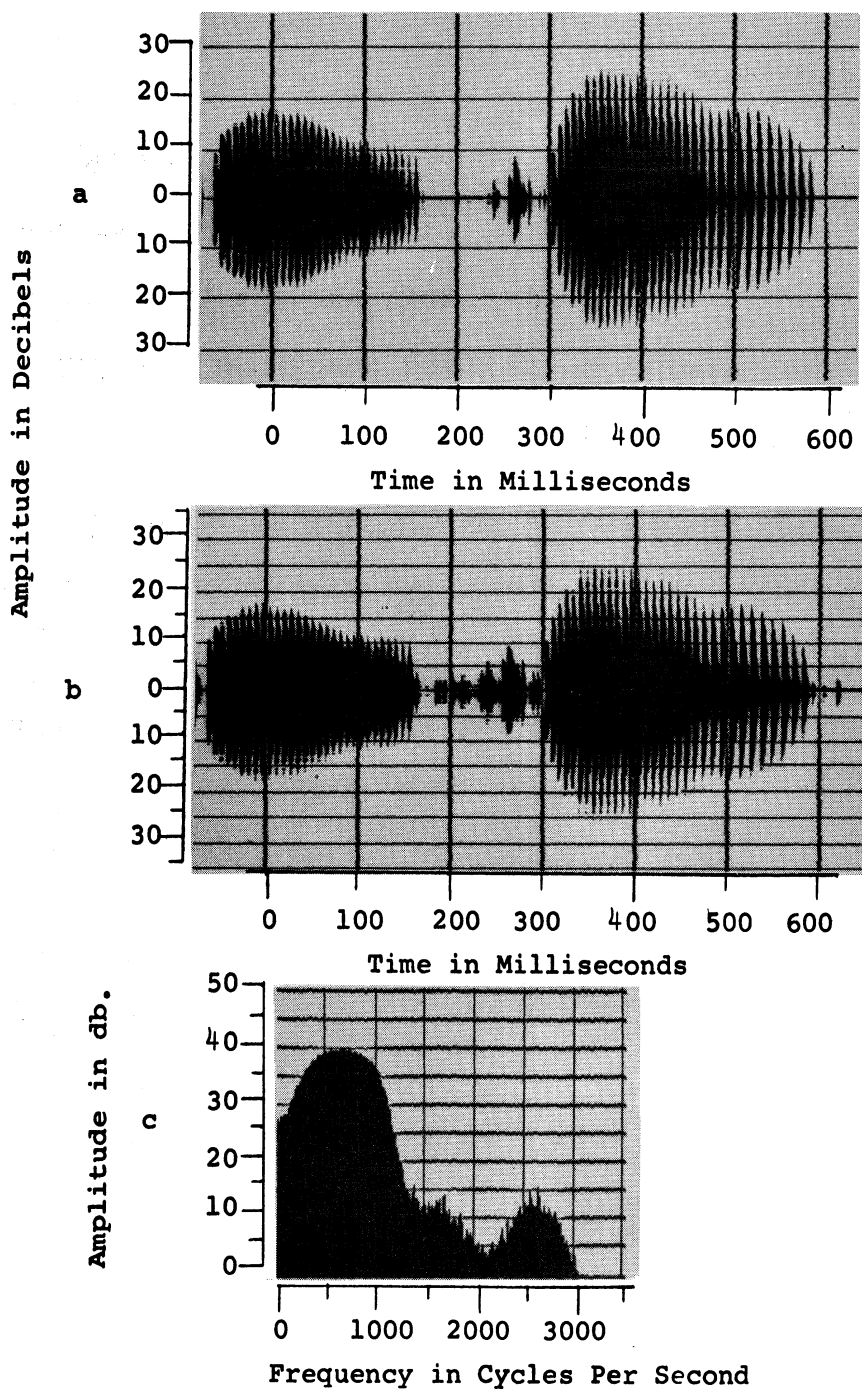 Amplitude in Decibels
a
30
20
10
0
10
20
30
0 100 200 300 400 500 600
Time in Milliseconds
b
30
20
10
0
10
20
30
0 100 200 300 400 500 600
Time in Milliseconds
Amplitude in db.
c
50
40
30
20
10
0
0 1000 2000 3000
Frequency in Cycles Per Second